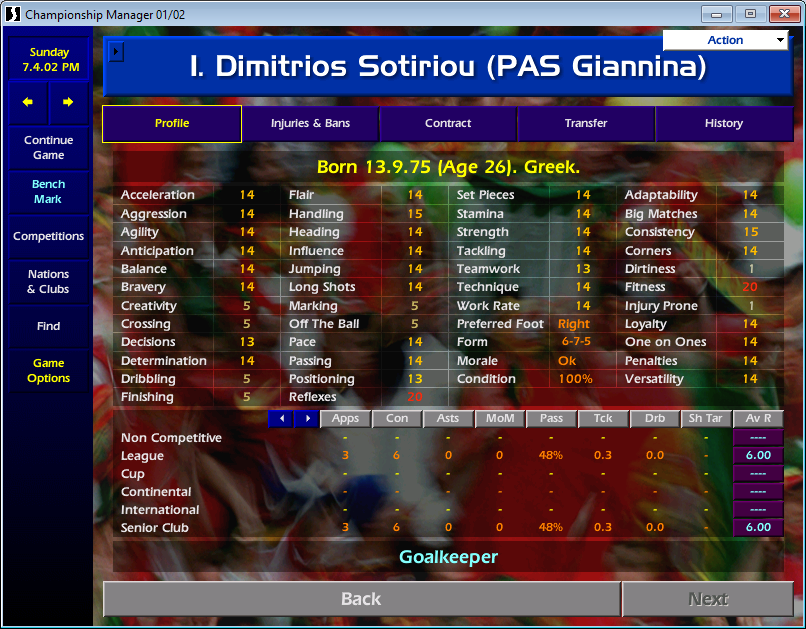 Championship Manager 01/02
Action
Sunday
7.4.02 PM
I. Dimitrios Sotiriou (PAS Giannina)
Continue
Game
Bench
Mark
Competitions
Nations
& Clubs
Find
Game
Options
Profile Injuries & Bans Contract Transfer History
Born 13.9.75 (Age 26). Greek.
Acceleration 14 Flair 14 Set Pieces 14 Adaptability 14
Aggression 14 Handling 15 Stamina 14 Big Matches 14
Agility 14 Heading 14 Strength 14 Consistency 15
Anticipation 14 Influence 14 Tackling 14 Corners 14
Balance 14 Jumping 14 Teamwork 13 Dirtiness 1
Bravery 14 Long Shots 14 Technique 14 Fitness 20
Creativity 5 Marking 5 Work Rate 14 Injury Prone 1
Crossing 5 Off The Ball 5 Preferred Foot Right Loyalty 14
Decisions 13 Pace 14 Form 6-7-5 One on Ones 14
Determination 14 Passing 14 Morale Ok Penalties 14
Dribbling 5 Positioning 13 Condition 100% Versatility 14
Finishing 5 Reflexes 20
Apps Con Asts MoM Pass Tck Drb Sh Tar Av R
Non Competitive - - - - - - - - ----
League 3 6 0 0 48% 0.3 0.0 - 6.00
Cup - - - - - - - - ----
Continental - - - - - - - - ----
International - - - - - - - - ----
Senior Club 3 6 0 0 48% 0.3 0.0 - 6.00
Goalkeeper
Back Next